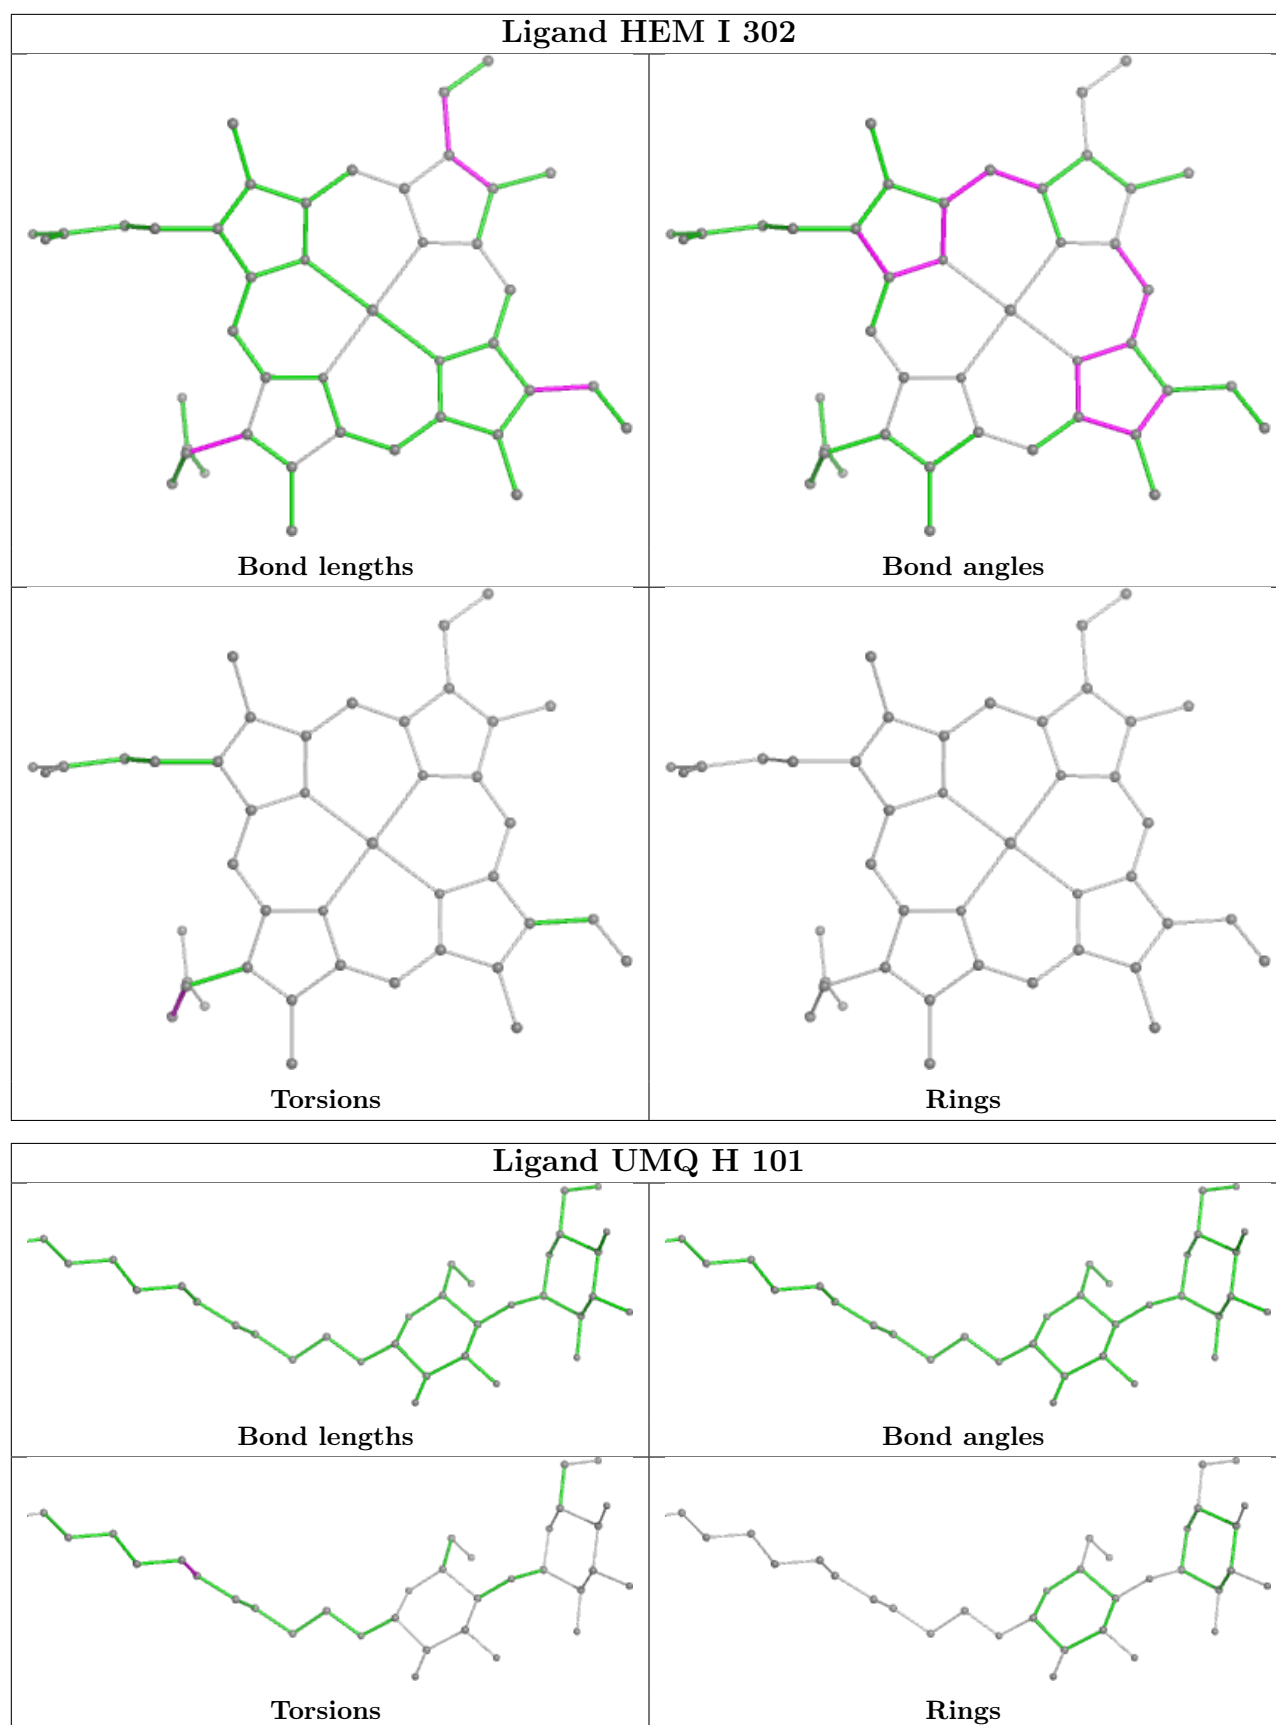 Ligand HEM I 302
Bond lengths
Bond angles
Torsions
Rings
Ligand UMQ H 101
Bond lengths
Bond angles
Torsions
Rings